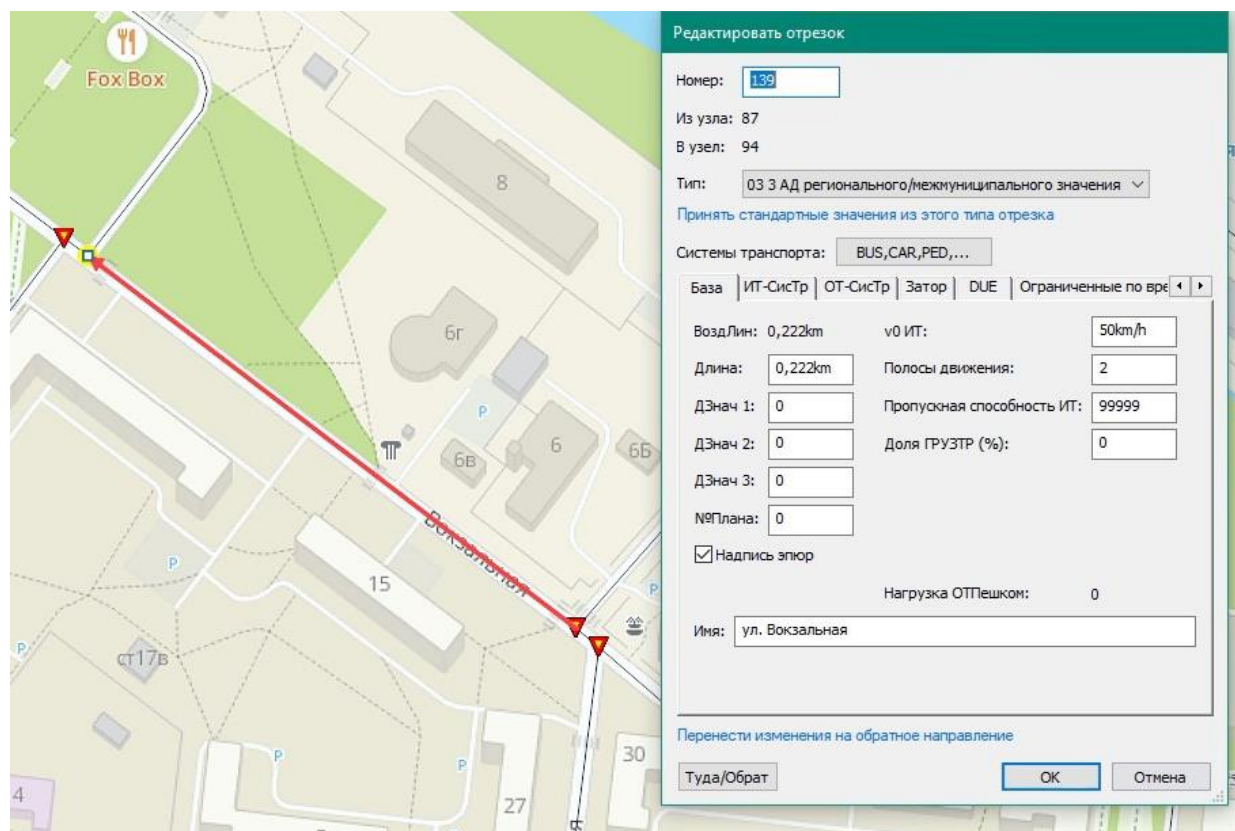 Fox Box
8
6г
P
6в
6
6Б
Вокзальная
P
15
P
P
ст17в
P
P
30
4
27
я
Редактировать отрезок
Номер: 139
Из узла: 87
В узел: 94
Тип: 03 3 АД регионального/межмуниципального значения
Принять стандартные значения из этого типа отрезка
Системы транспорта: BUS,CAR,PED,...
База ИТ-СисТр ОТ-СисТр Затор DUE Ограниченные по вре
ВоздЛин: 0,222km v0 ИТ: 50km/h
Длина: 0,222km Полосы движения: 2
ДЗнач 1: 0 Пропускная способность ИТ: 99999
ДЗнач 2: 0 Доля ГРУЗТР (%): 0
ДЗнач 3: 0
№Плана: 0
Надпись эпюр
Нагрузка ОТПешком: 0
Имя: ул. Вокзальная
Перенести изменения на обратное направление
Туда/Обрат OK Отмена